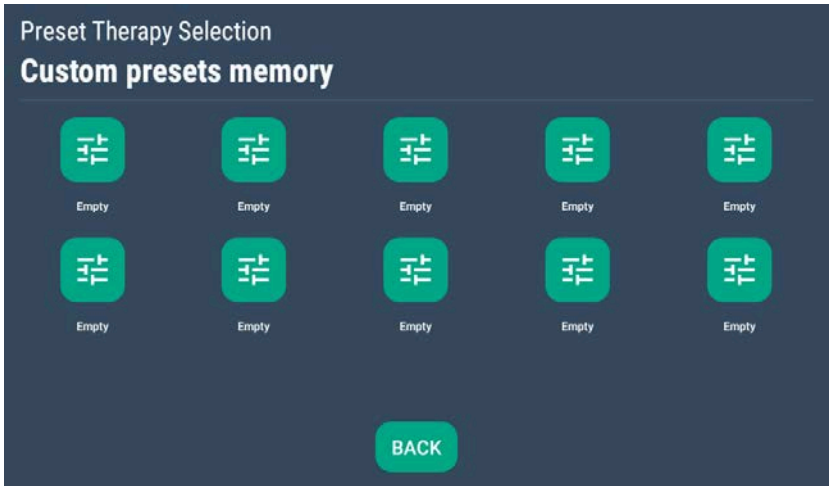 Preset Therapy Selection
Custom presets memory
Empty Empty Empty Empty Empty
Empty Empty Empty Empty Empty
BACK